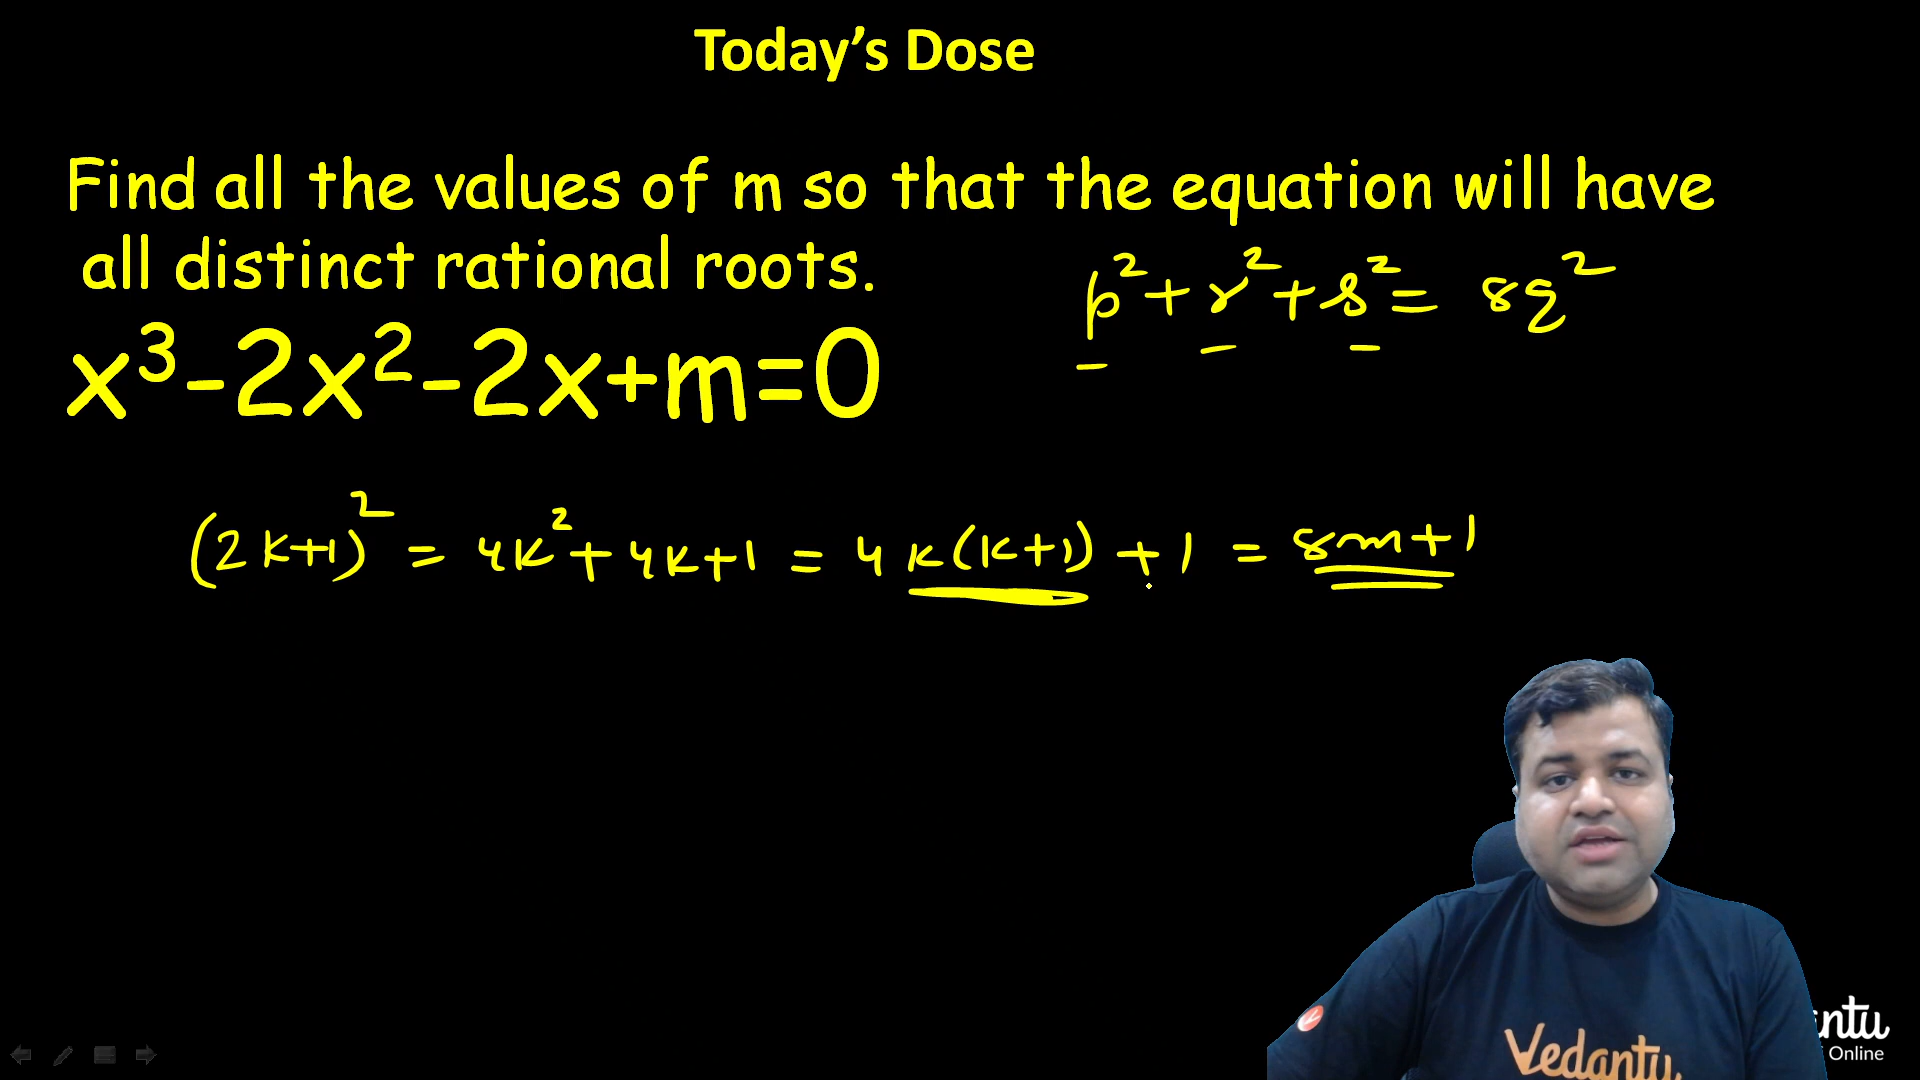 Today's Dose
Find all the values of m so that the equation will have
all distinct rational roots.
p²+r²+s²= 8q²
x³-2x²-2x+m=0
(2k+1)² = 4k²+4k+1 = 4k(k+1)+1 = 8m+1
ntu
Online
Vedantu